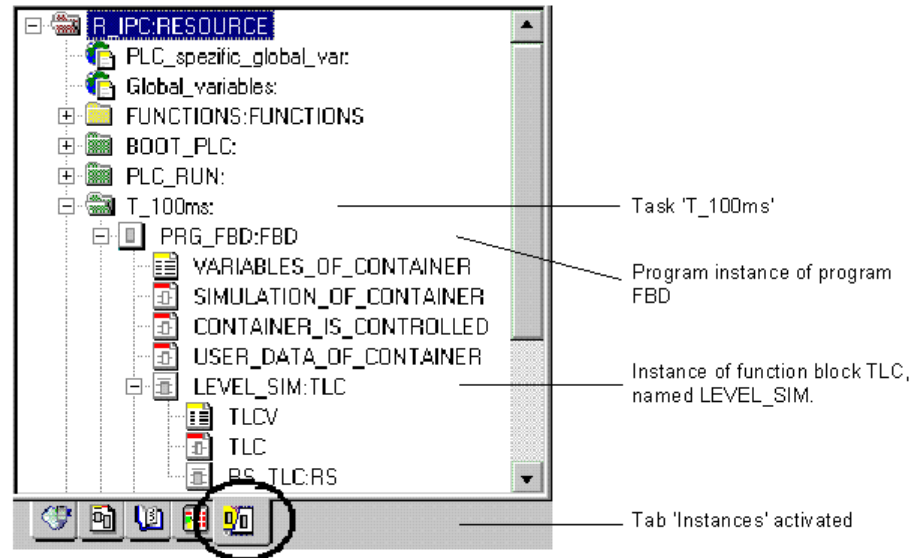 R_IPC:RESOURCE
PLC_spezific_global_var:
Global_variables:
FUNCTIONS:FUNCTIONS
BOOT_PLC:
PLC_RUN:
T_100ms:
Task 'T_100ms'
PRG_FBD:FBD
Program instance of program
FBD
VARIABLES_OF_CONTAINER
SIMULATION_OF_CONTAINER
CONTAINER_IS_CONTROLLED
USER_DATA_OF_CONTAINER
LEVEL_SIM:TLC
Instance of function block TLC,
named LEVEL_SIM.
TLCV
TLC
RS_TLC:RS
Tab 'Instances' activated